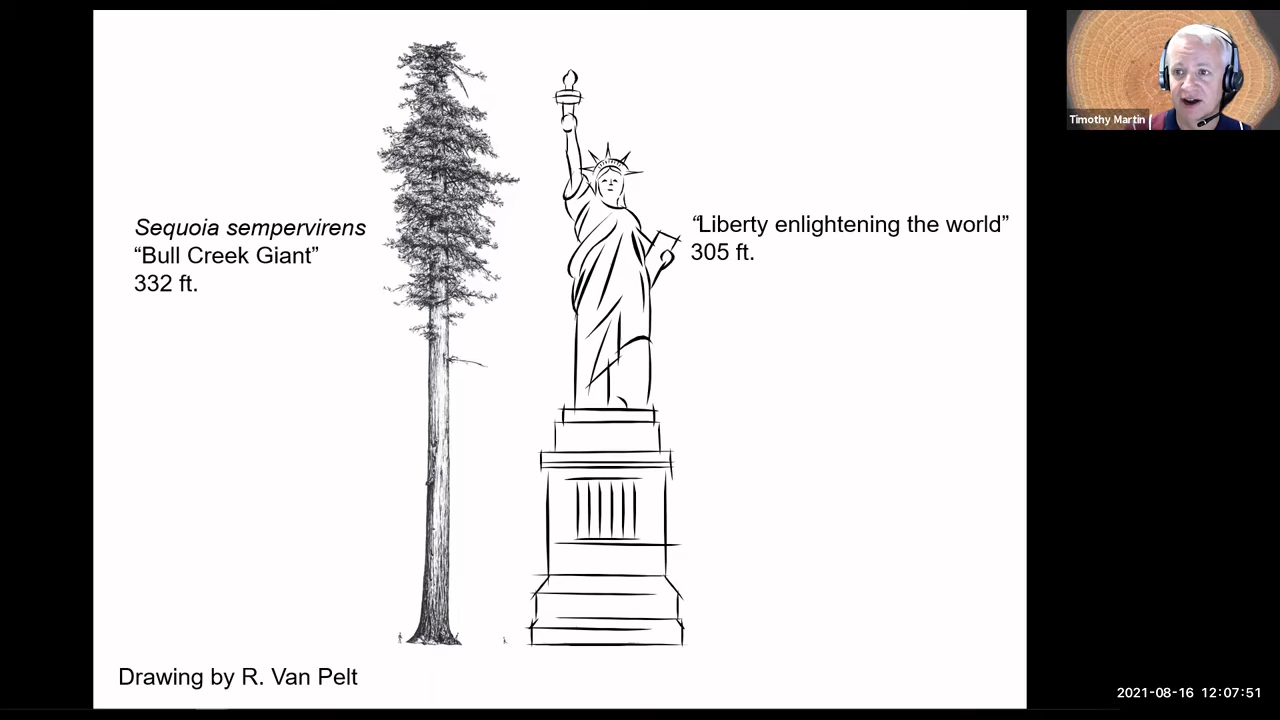 Sequoia sempervirens
“Bull Creek Giant”
332 ft.
“Liberty enlightening the world”
305 ft.
Drawing by R. Van Pelt
Timothy Martin
2021-08-16 12:07:51